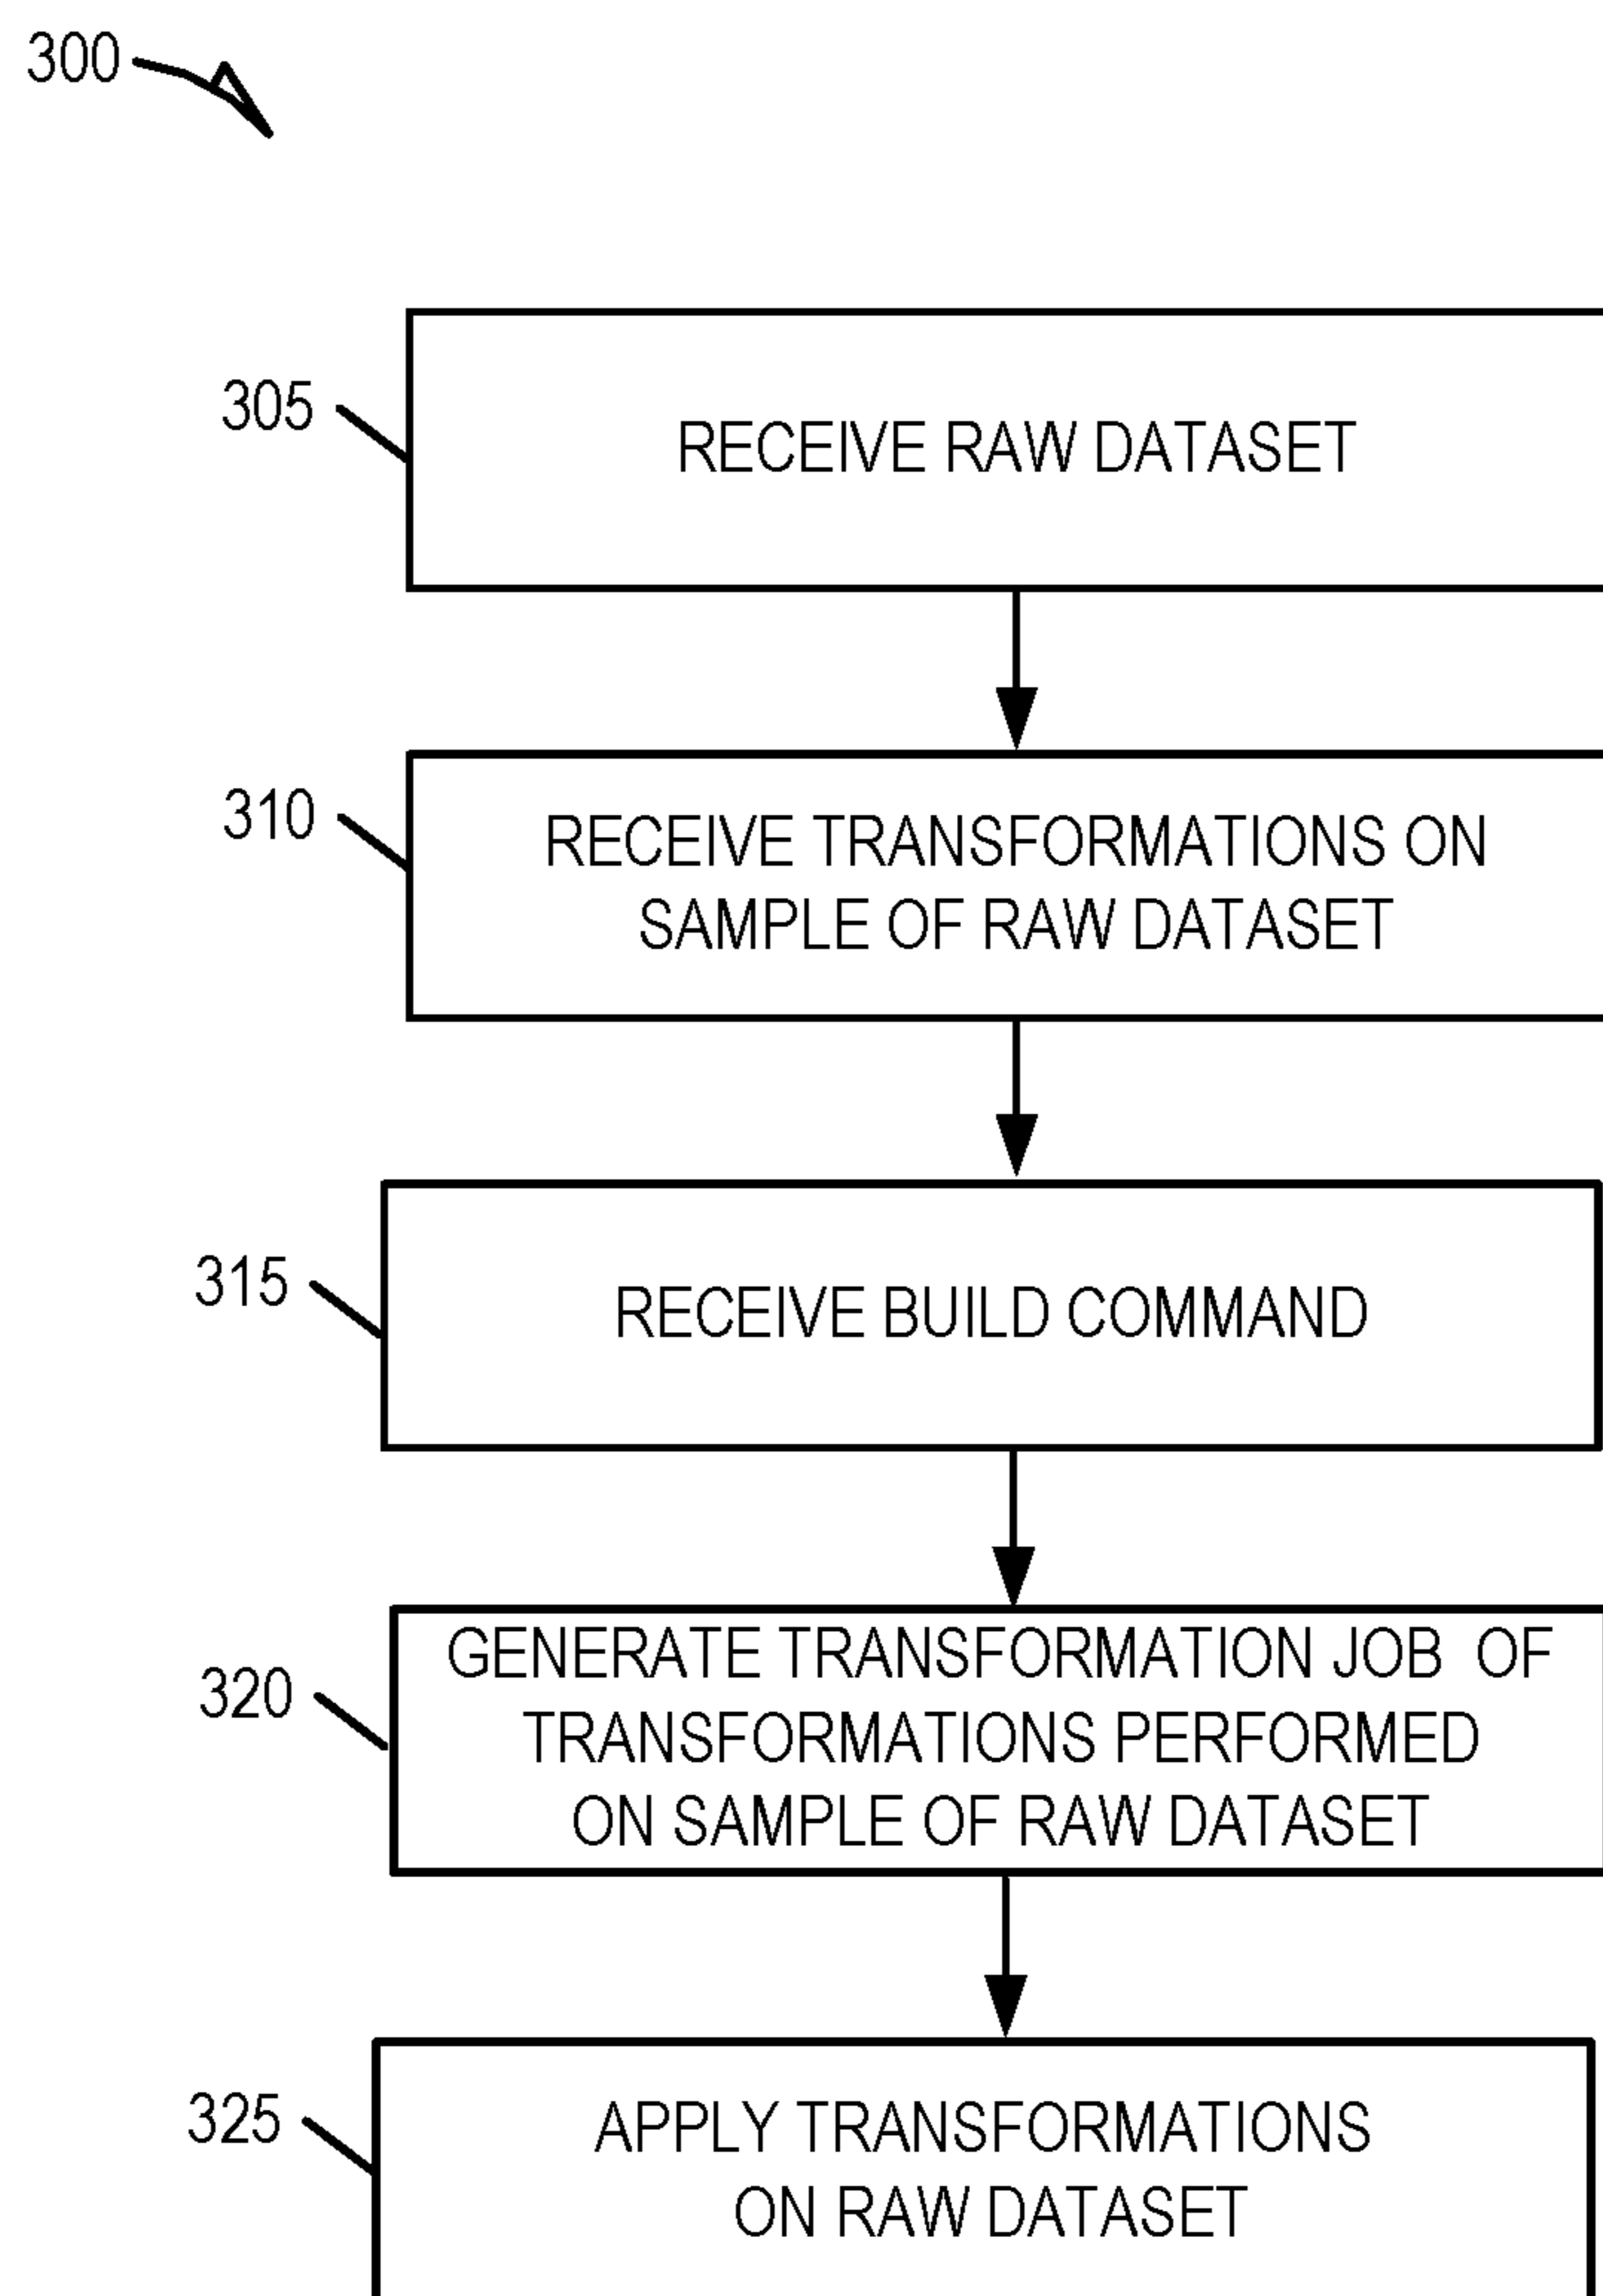 300
305
RECEIVE RAW DATASET
310
RECEIVE TRANSFORMATIONS ON
SAMPLE OF RAW DATASET
315
RECEIVE BUILD COMMAND
320
GENERATE TRANSFORMATION JOB OF
TRANSFORMATIONS PERFORMED
ON SAMPLE OF RAW DATASET
325
APPLY TRANSFORMATIONS
ON RAW DATASET